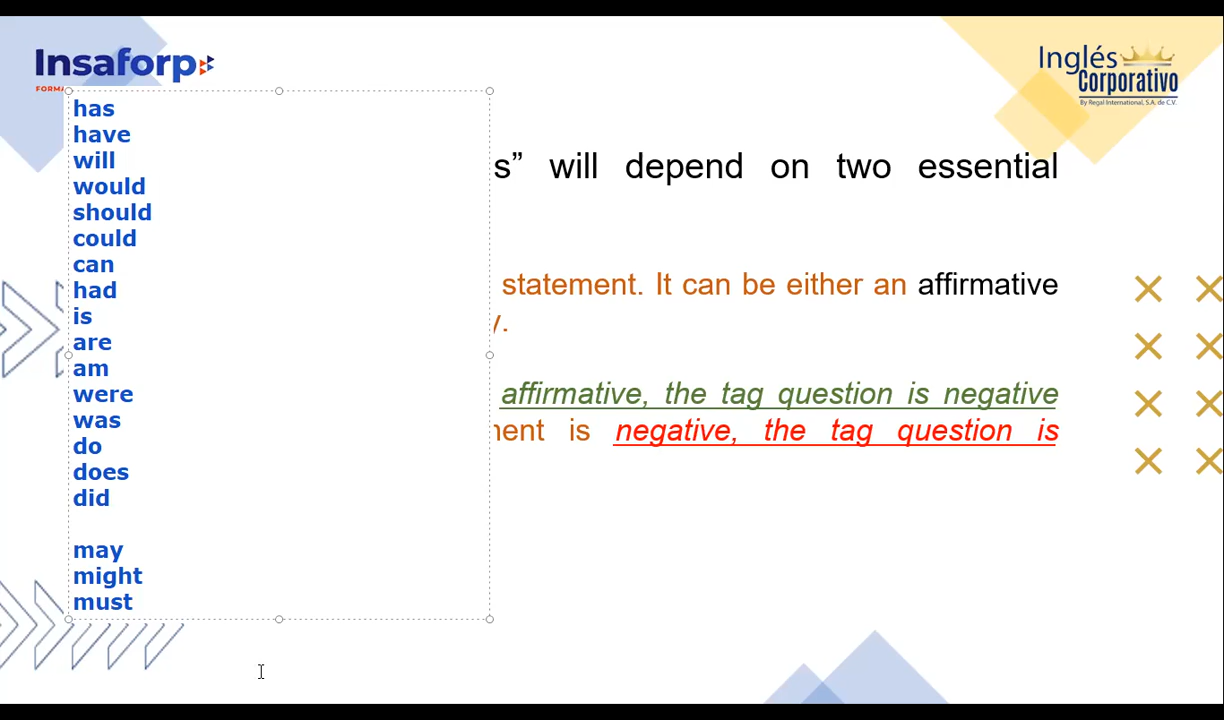 Insaforp
Inglés
Corporativo
By Regal International, S.A. de C.V.
has
have
will
would
should
could
can
had
is
are
am
were
was
do
does
did
may
might
must
s” will depend on two essential
statement. It can be either an affirmative
affirmative, the tag question is negative
is negative, the tag question is